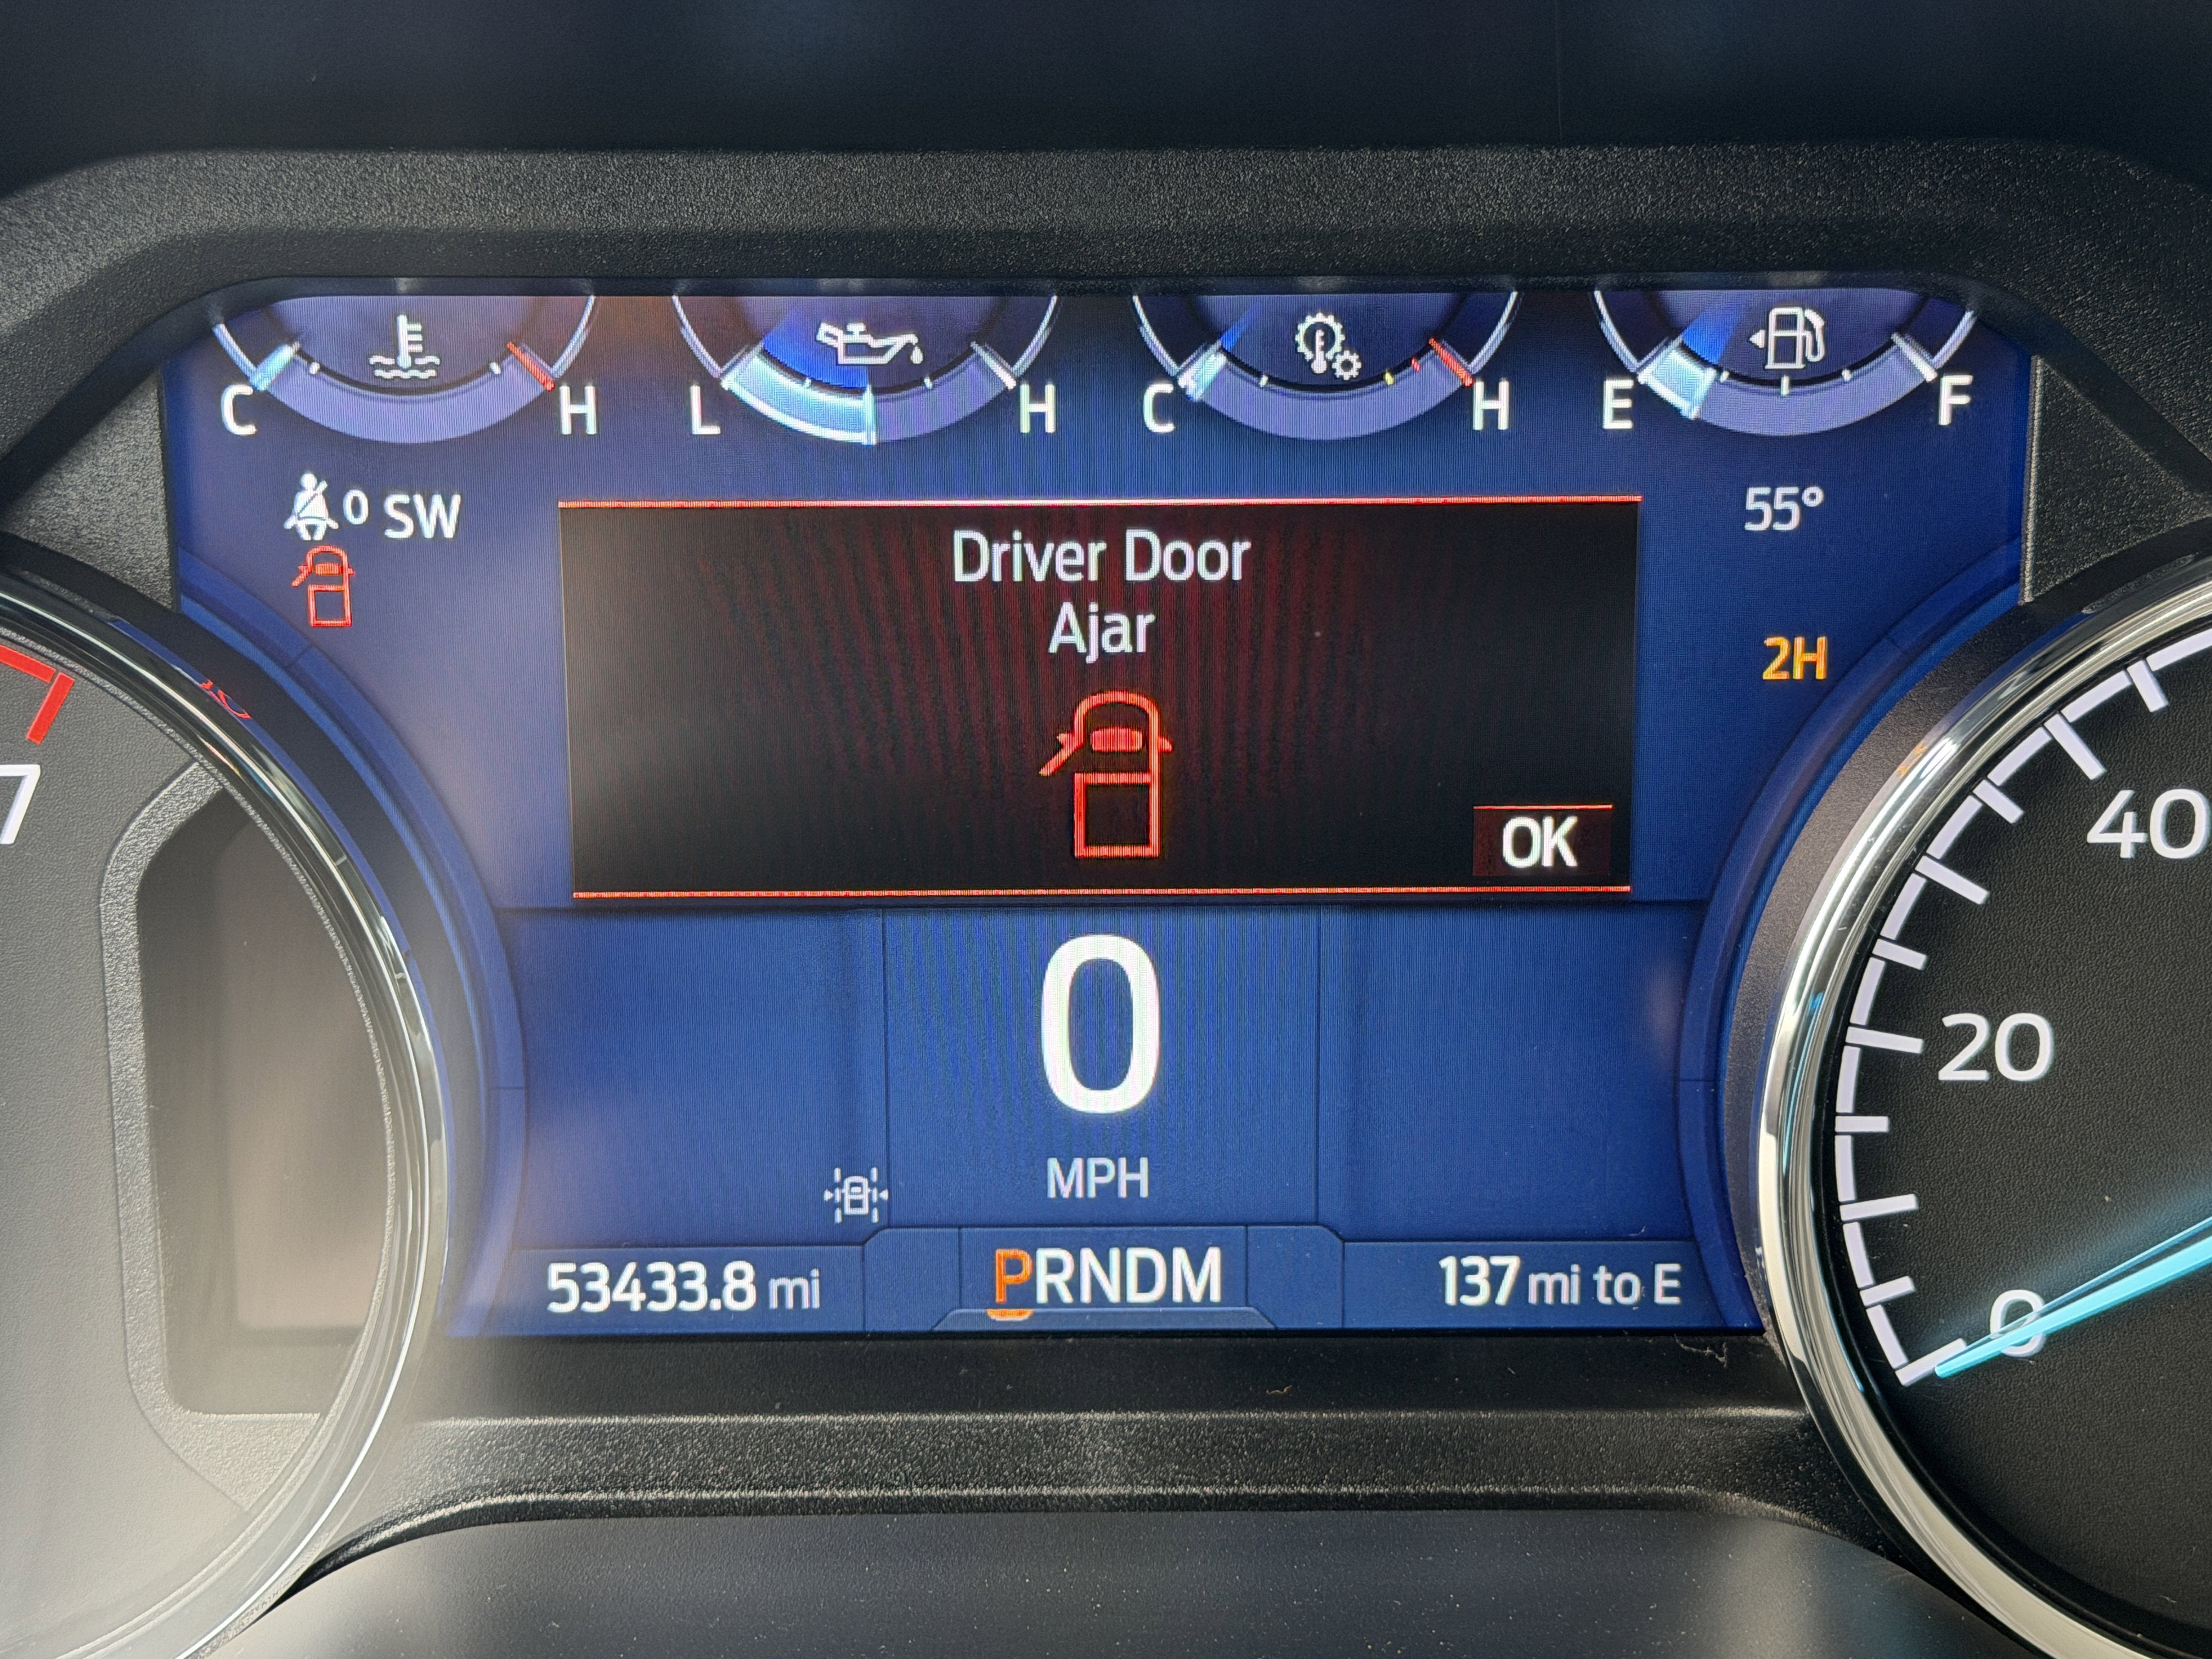 C H L H C H E F
0 SW
55°
Driver Door
Ajar
2H
OK
7
40
20
0
0
MPH
53433.8 mi
PRNDM
137 mi to E